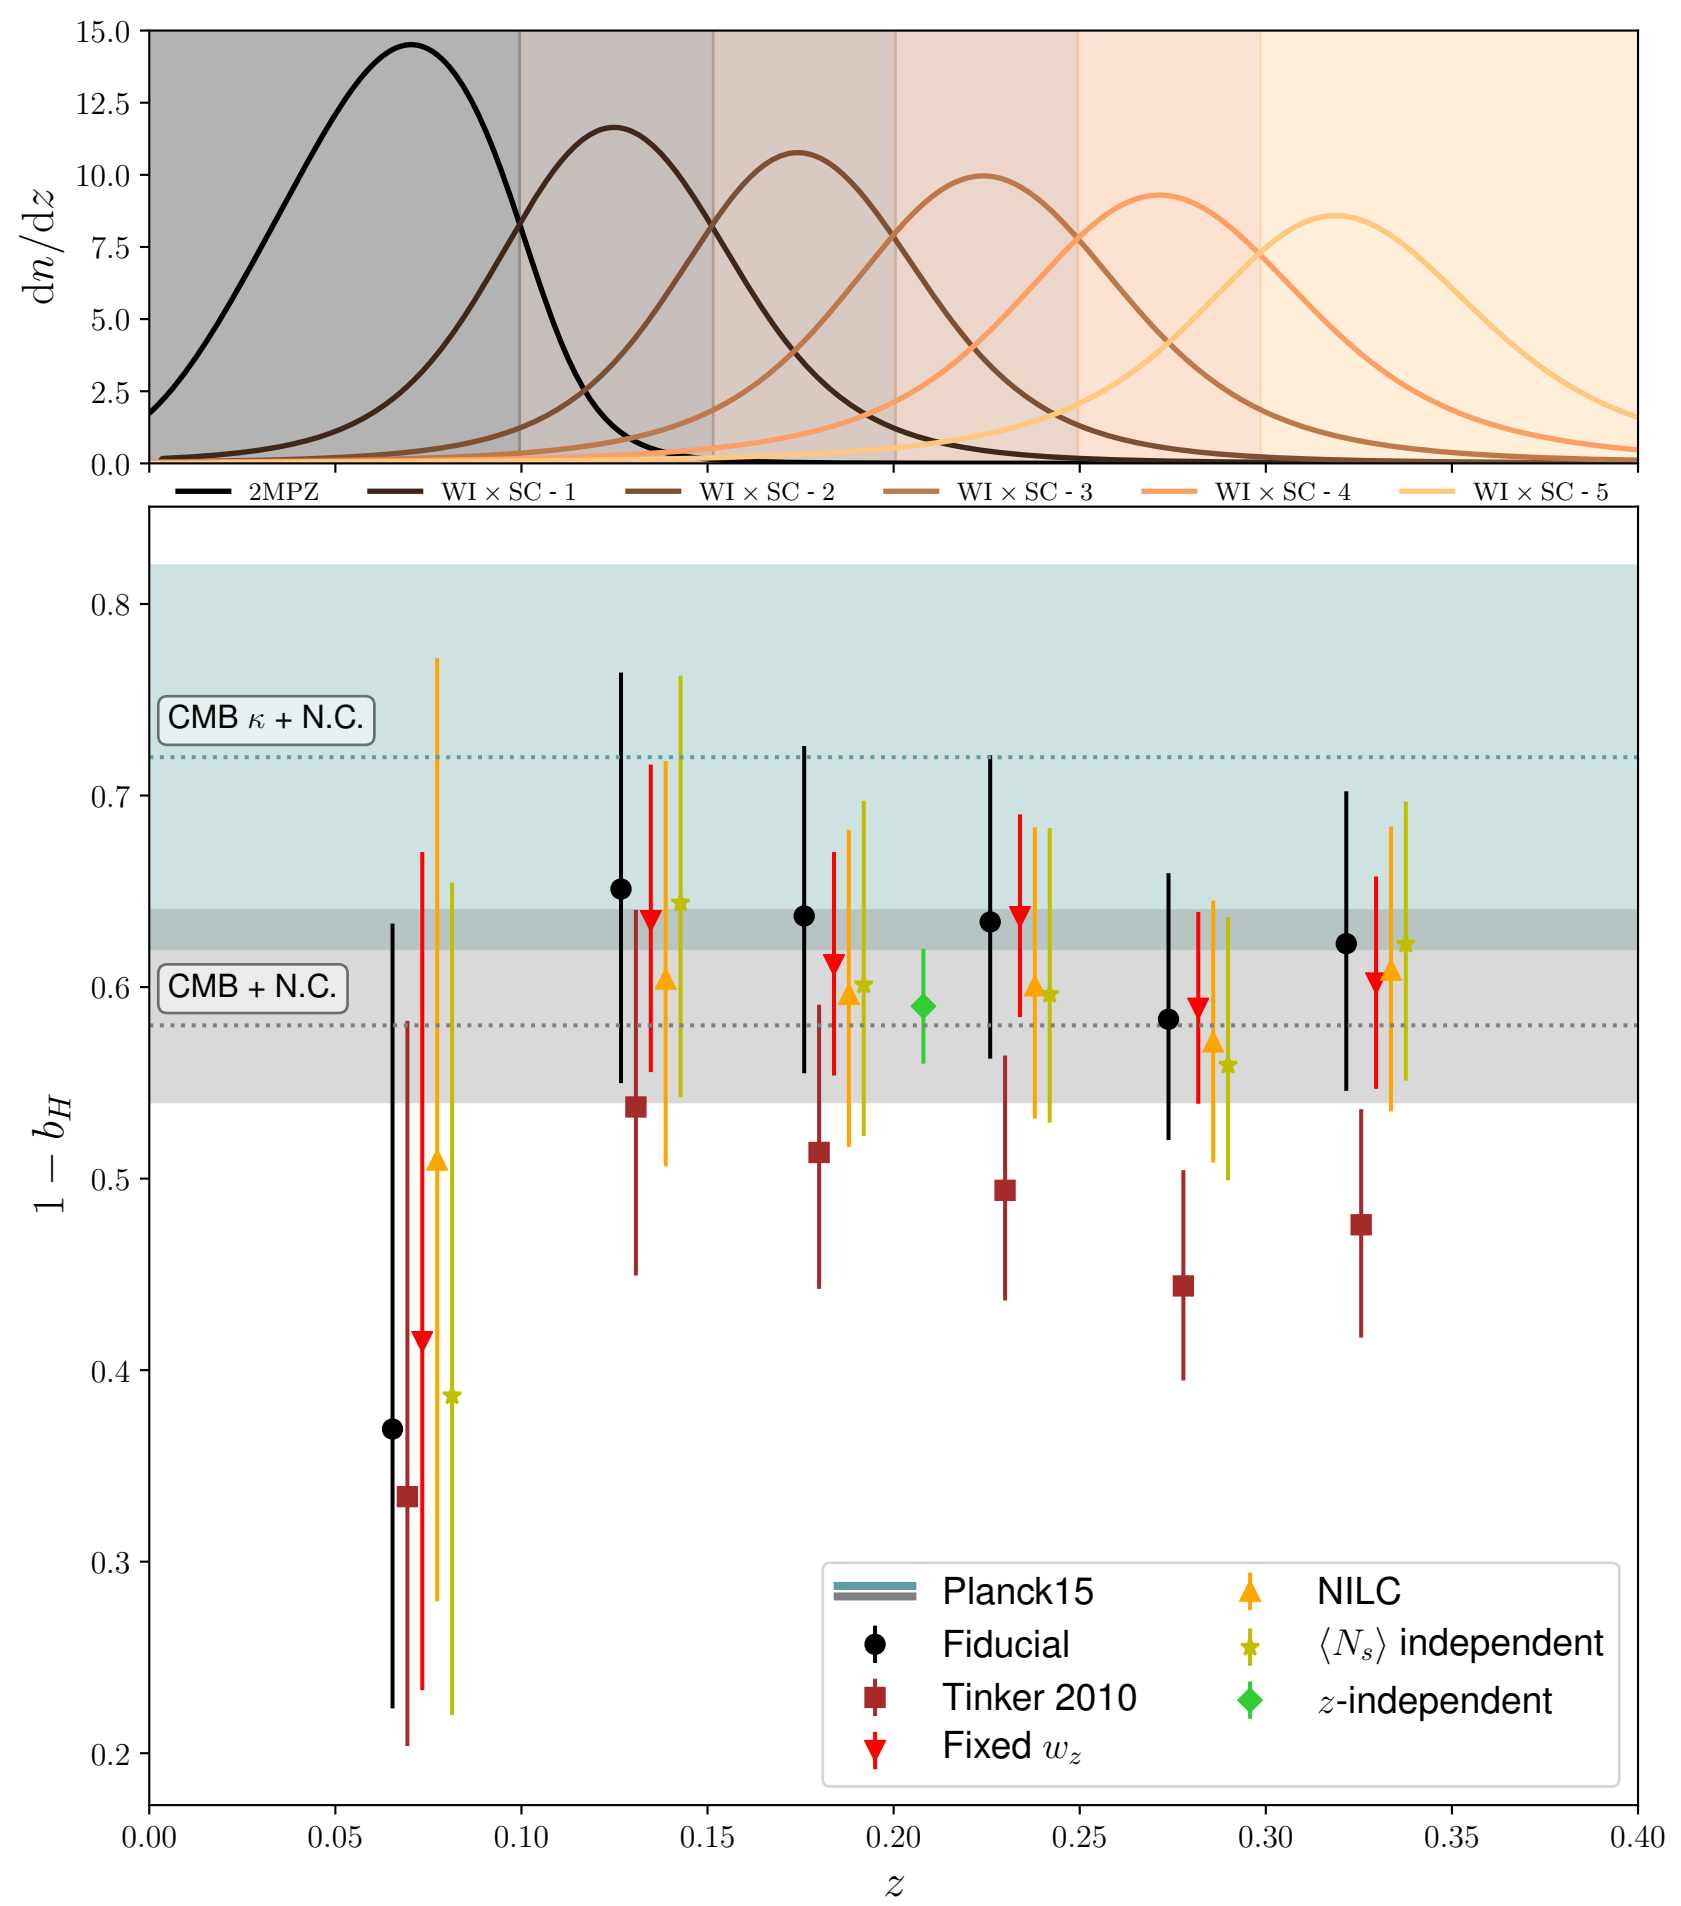 15.0
12.5
10.0
7.5
5.0
2.5
0.0
dn/dz
2MPZ WI × SC - 1 WI × SC - 2 WI × SC - 3 WI × SC - 4 WI × SC - 5
0.8
0.7
0.6
0.5
0.4
0.3
0.2
1 − b_H
CMB κ + N.C.
CMB + N.C.
Planck15
Fiducial
Tinker 2010
Fixed w_z
NILC
⟨N_s⟩ independent
z-independent
0.00 0.05 0.10 0.15 0.20 0.25 0.30 0.35 0.40
z